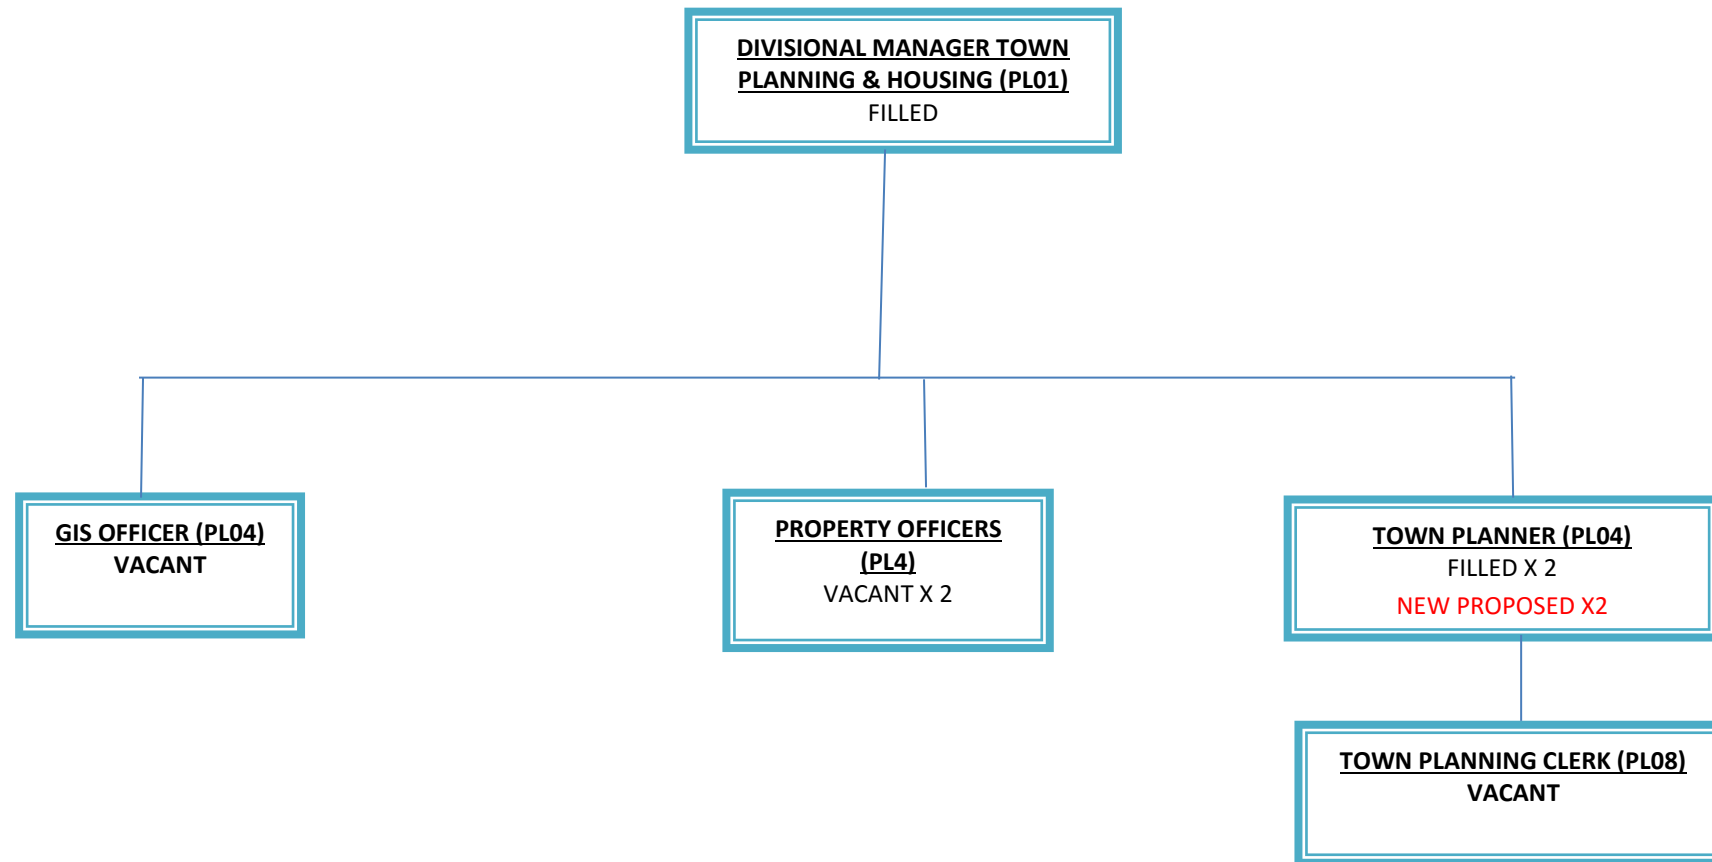 DIVISIONAL MANAGER TOWN
PLANNING & HOUSING (PL01)
FILLED
GIS OFFICER (PL04)
VACANT
PROPERTY OFFICERS
(PL4)
VACANT X 2
TOWN PLANNER (PL04)
FILLED X 2
NEW PROPOSED X2
TOWN PLANNING CLERK (PL08)
VACANT